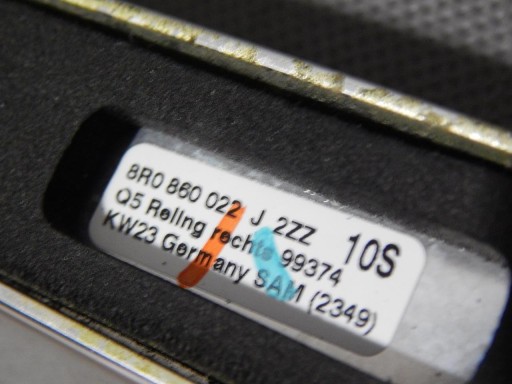 8R0 860 022 J 2ZZ 10S
Q5 Reling rechts 99374
KW23 Germany SAM (2349)